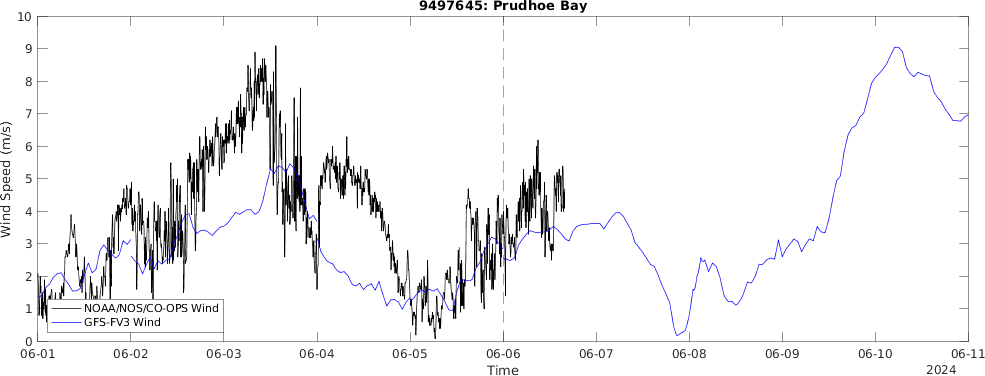 9497645: Prudhoe Bay
10
9
8
7
6
5
4
3
2
1
0
Wind Speed (m/s)
NOAA/NOS/CO-OPS Wind
GFS-FV3 Wind
06-01 06-02 06-03 06-04 06-05 06-06 06-07 06-08 06-09 06-10 06-11
Time
2024